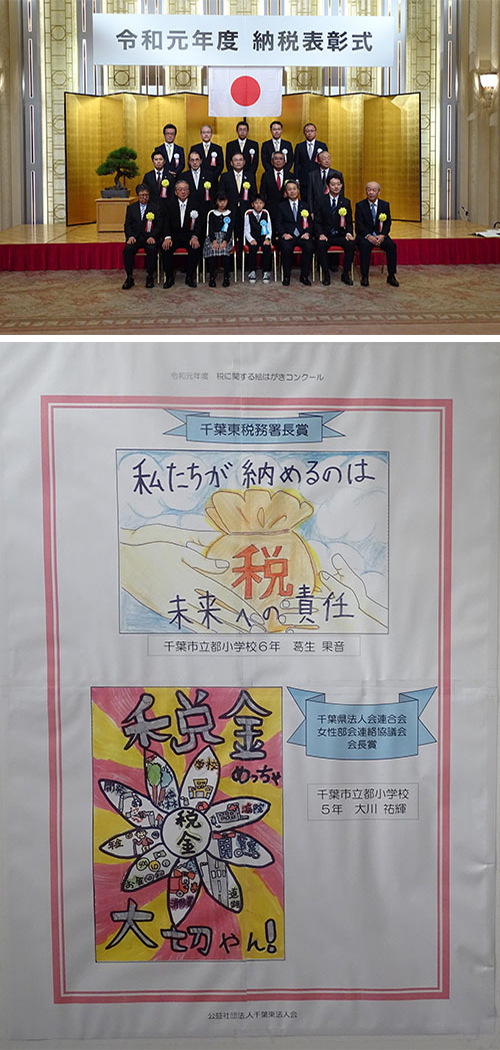 令和元年度 納税表彰式
令和元年度　税に関する絵はがきコンクール
千葉東税務署長賞
私たちが納めるのは
税
未来への責任
千葉市立都小学校6年　葛生 果音
税金
めっちゃ
学校
病院
税金
道路
大切やん!
千葉県法人会連合会
女性部会連絡協議会
会長賞
千葉市立都小学校
5年　大川 祐輝
公益社団法人千葉東法人会